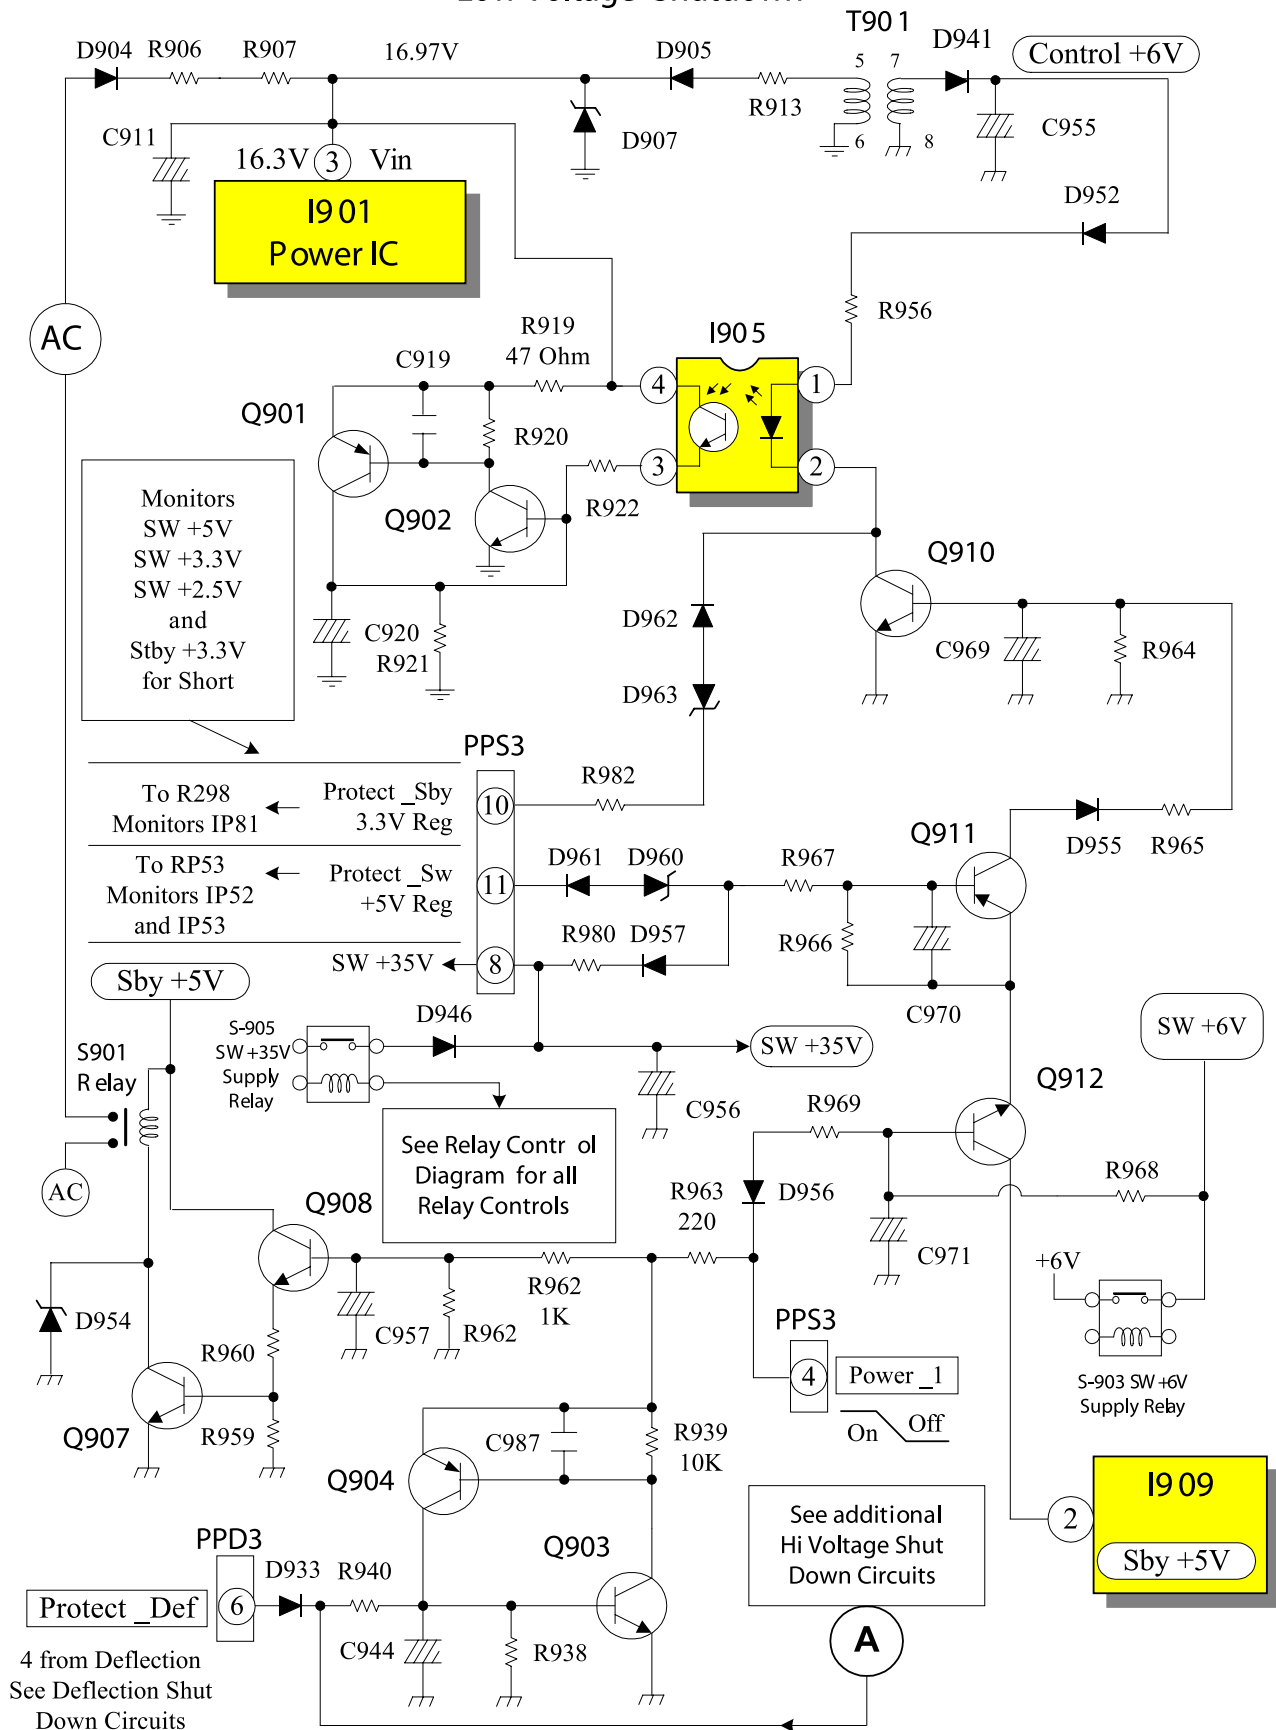 T901
D904
R906
R907
16.97V
D905
D941
Control +6V
5
7
R913
C911
D907
6
8
C955
16.3V
3
Vin
I901
Power IC
D952
AC
R919
47 Ohm
C919
I905
R956
4
1
Q901
R920
3
2
R922
Q902
Monitors
SW +5V
SW +3.3V
SW +2.5V
and
Stby +3.3V
for Short
Q910
C920
R921
D962
C969
R964
D963
PPS3
R982
To R298
Monitors IP81
Protect _Sby
3.3V Reg
10
Q911
D955
R965
To RP53
Monitors IP52
and IP53
Protect _Sw
+5V Reg
11
D961
D960
R967
R966
SW +35V
8
R980
D957
C970
Sby +5V
S-905
SW +35V
Supply
Relay
D946
SW +35V
SW +6V
S901
Relay
C956
Q912
R969
See Relay Contr ol
Diagram for all
Relay Controls
AC
R968
Q908
R963
220
D956
C971
+6V
R962
1K
D954
C957
R962
PPS3
R960
4
Power _1
S-903 SW +6V
Supply Relay
On
Off
Q907
R959
C987
R939
10K
Q904
I909
2
Sby +5V
See additional
Hi Voltage Shut
Down Circuits
PPD3
Q903
D933
R940
Protect _Def
6
A
C944
R938
4 from Deflection
See Deflection Shut
Down Circuits